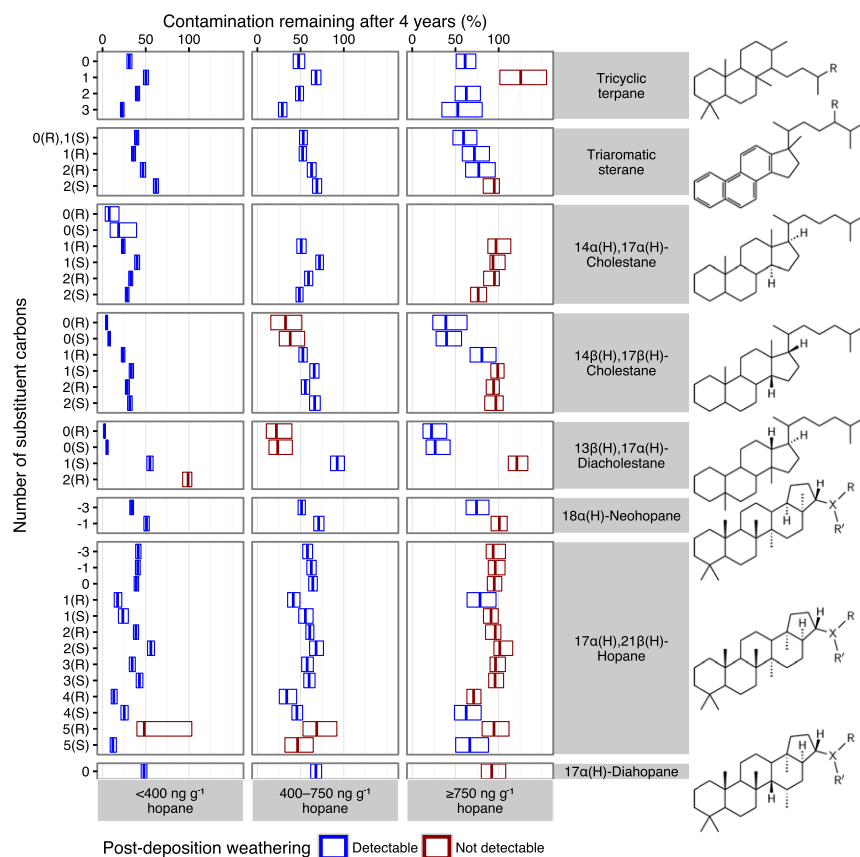 Contamination remaining after 4 years (%)
0 50 100 0 50 100 0 50 100
Number of substituent carbons
0
1
2
3
Tricyclic
terpane
R
0(R),1(S)
1(R)
2(R)
2(S)
Triaromatic
sterane
R
0(R)
0(S)
1(R)
1(S)
2(R)
2(S)
14α(H),17α(H)-
Cholestane
H
H
0(R)
0(S)
1(R)
1(S)
2(R)
2(S)
14β(H),17β(H)-
Cholestane
H
H
0(R)
0(S)
1(S)
2(R)
13β(H),17α(H)-
Diacholestane
H
H
-3
-1
18α(H)-Neohopane
H
R
X
H
R'
-3
-1
0
1(R)
1(S)
2(R)
2(S)
3(R)
3(S)
4(R)
4(S)
5(R)
5(S)
17α(H),21β(H)-
Hopane
H
R
H
X
R'
0
17α(H)-Diahopane
H
R
H
X
R'
H
<400 ng g-1
hopane
400–750 ng g-1
hopane
≥750 ng g-1
hopane
Post-deposition weathering Detectable Not detectable